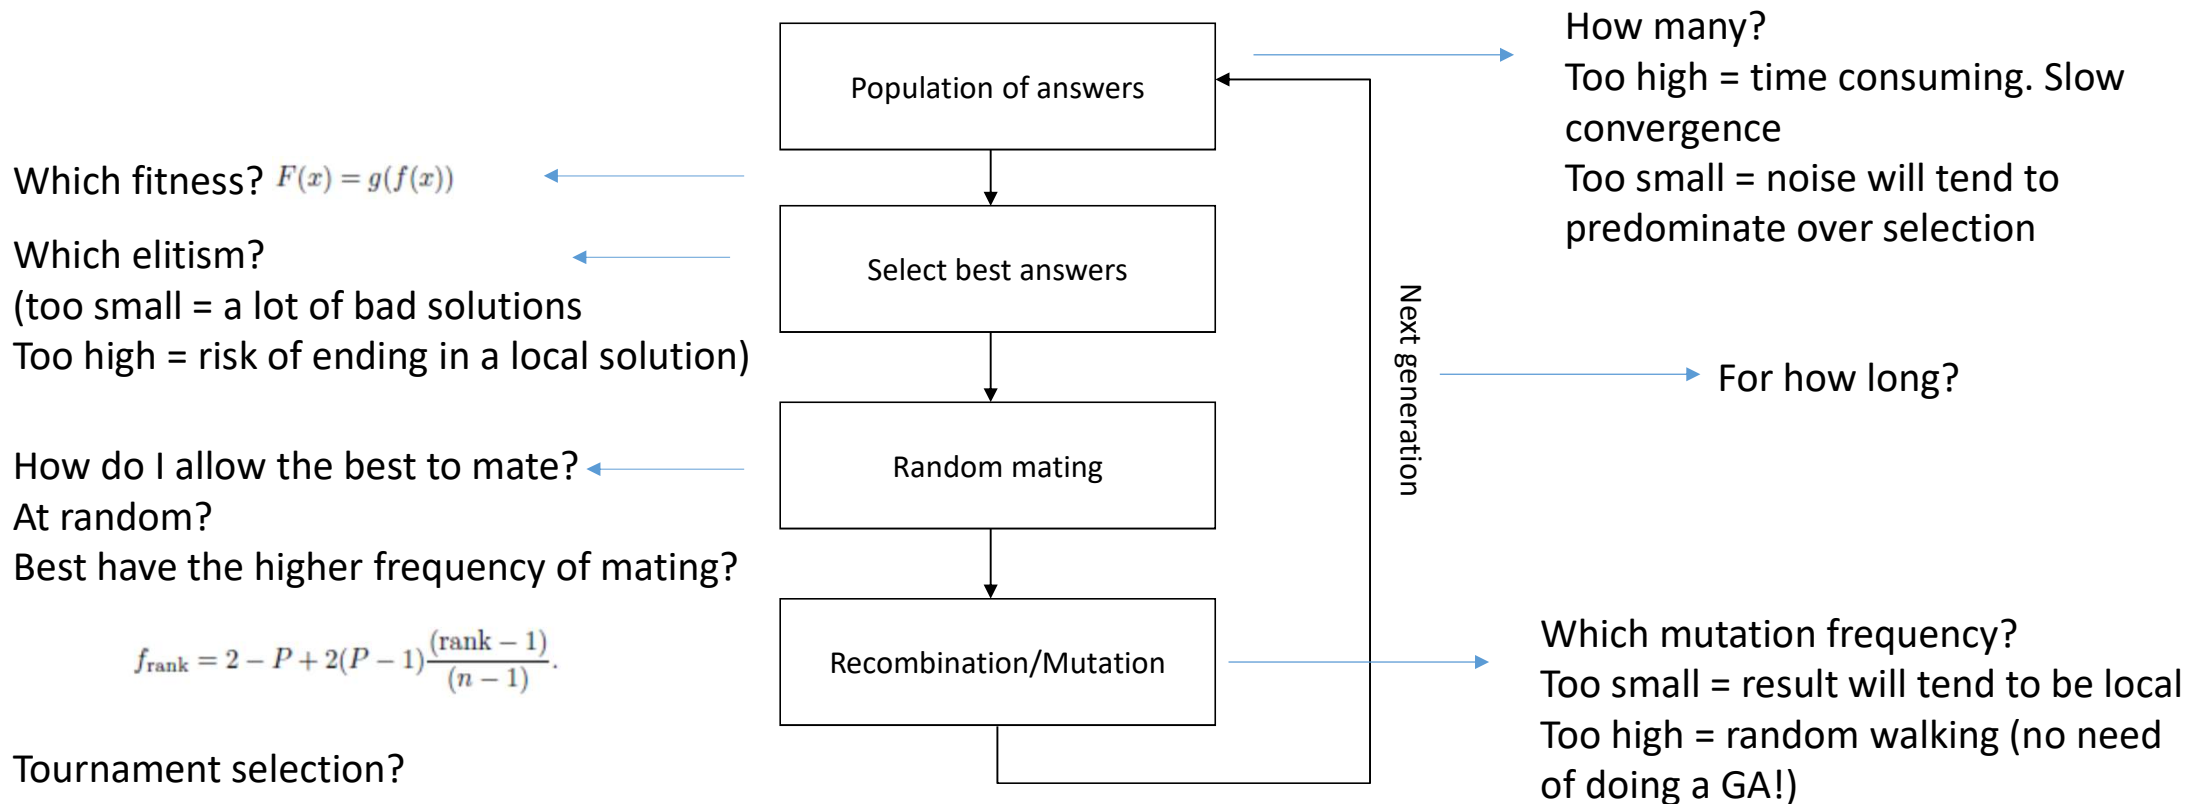 Population of answers
How many?
Too high = time consuming. Slow
convergence
Too small = noise will tend to
predominate over selection
Which fitness? F(x) = g(f(x))
Which elitism?
(too small = a lot of bad solutions
Too high = risk of ending in a local solution)
Select best answers
Next generation
For how long?
How do I allow the best to mate?
At random?
Best have the higher frequency of mating?
Random mating
f_rank = 2 − P + 2(P − 1) (rank − 1)/(n − 1).
Tournament selection?
Recombination/Mutation
Which mutation frequency?
Too small = result will tend to be local
Too high = random walking (no need
of doing a GA!)